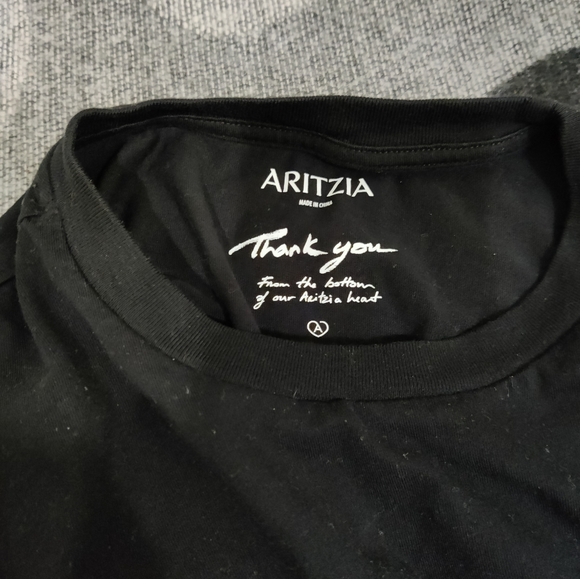 ARITZIA
MADE IN CHINA
Thank you
From the bottom
of our Aritzia heart
A